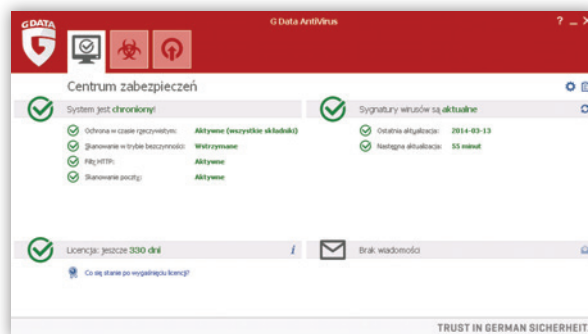 G DATA
G Data AntiVirus
? _ X
Centrum zabezpieczeń
System jest chroniony!
Ochrona w czasie rzeczywistym: Aktywne (wszystkie składniki)
Skanowanie w trybie bezczynności: Wstrzymane
Filtr HTTP: Aktywne
Skanowanie poczty: Aktywne
Sygnatury wirusów są aktualne
Ostatnia aktualizacja: 2014-03-13
Następna aktualizacja: 55 minut
Licencja: jeszcze 330 dni i
Co się stanie po wygaśnięciu licencji?
Brak wiadomości
TRUST IN GERMAN SICHERHEIT